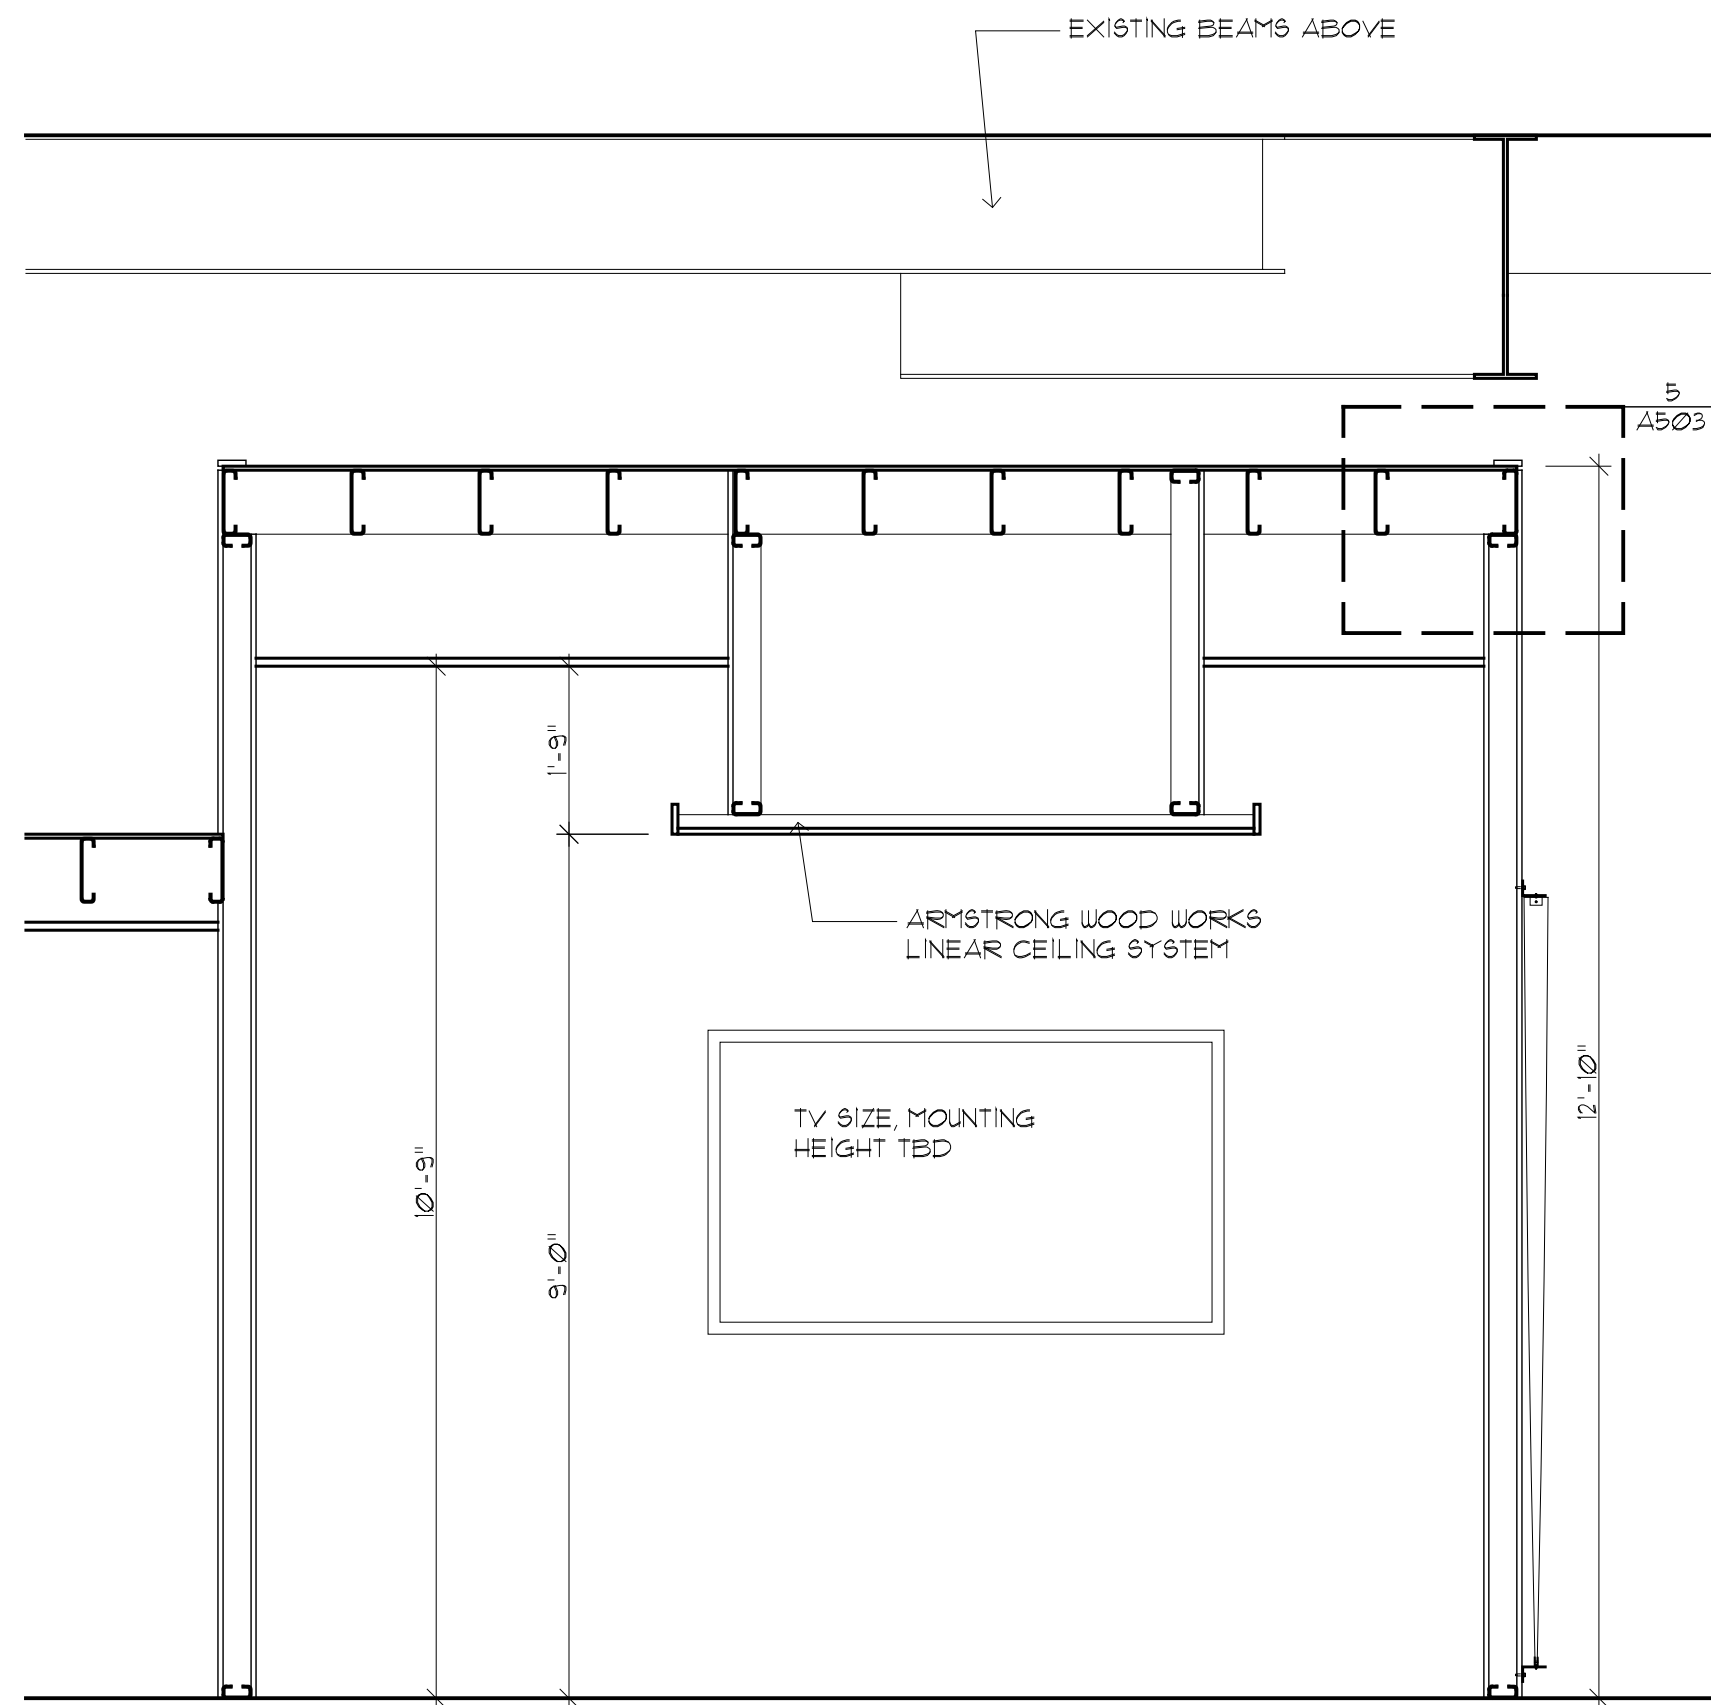 EXISTING BEAMS ABOVE
5
A503
1'-9"
ARMSTRONG WOOD WORKS
LINEAR CEILING SYSTEM
12'-10"
TV SIZE, MOUNTING
HEIGHT TBD
10'-9"
9'-0"